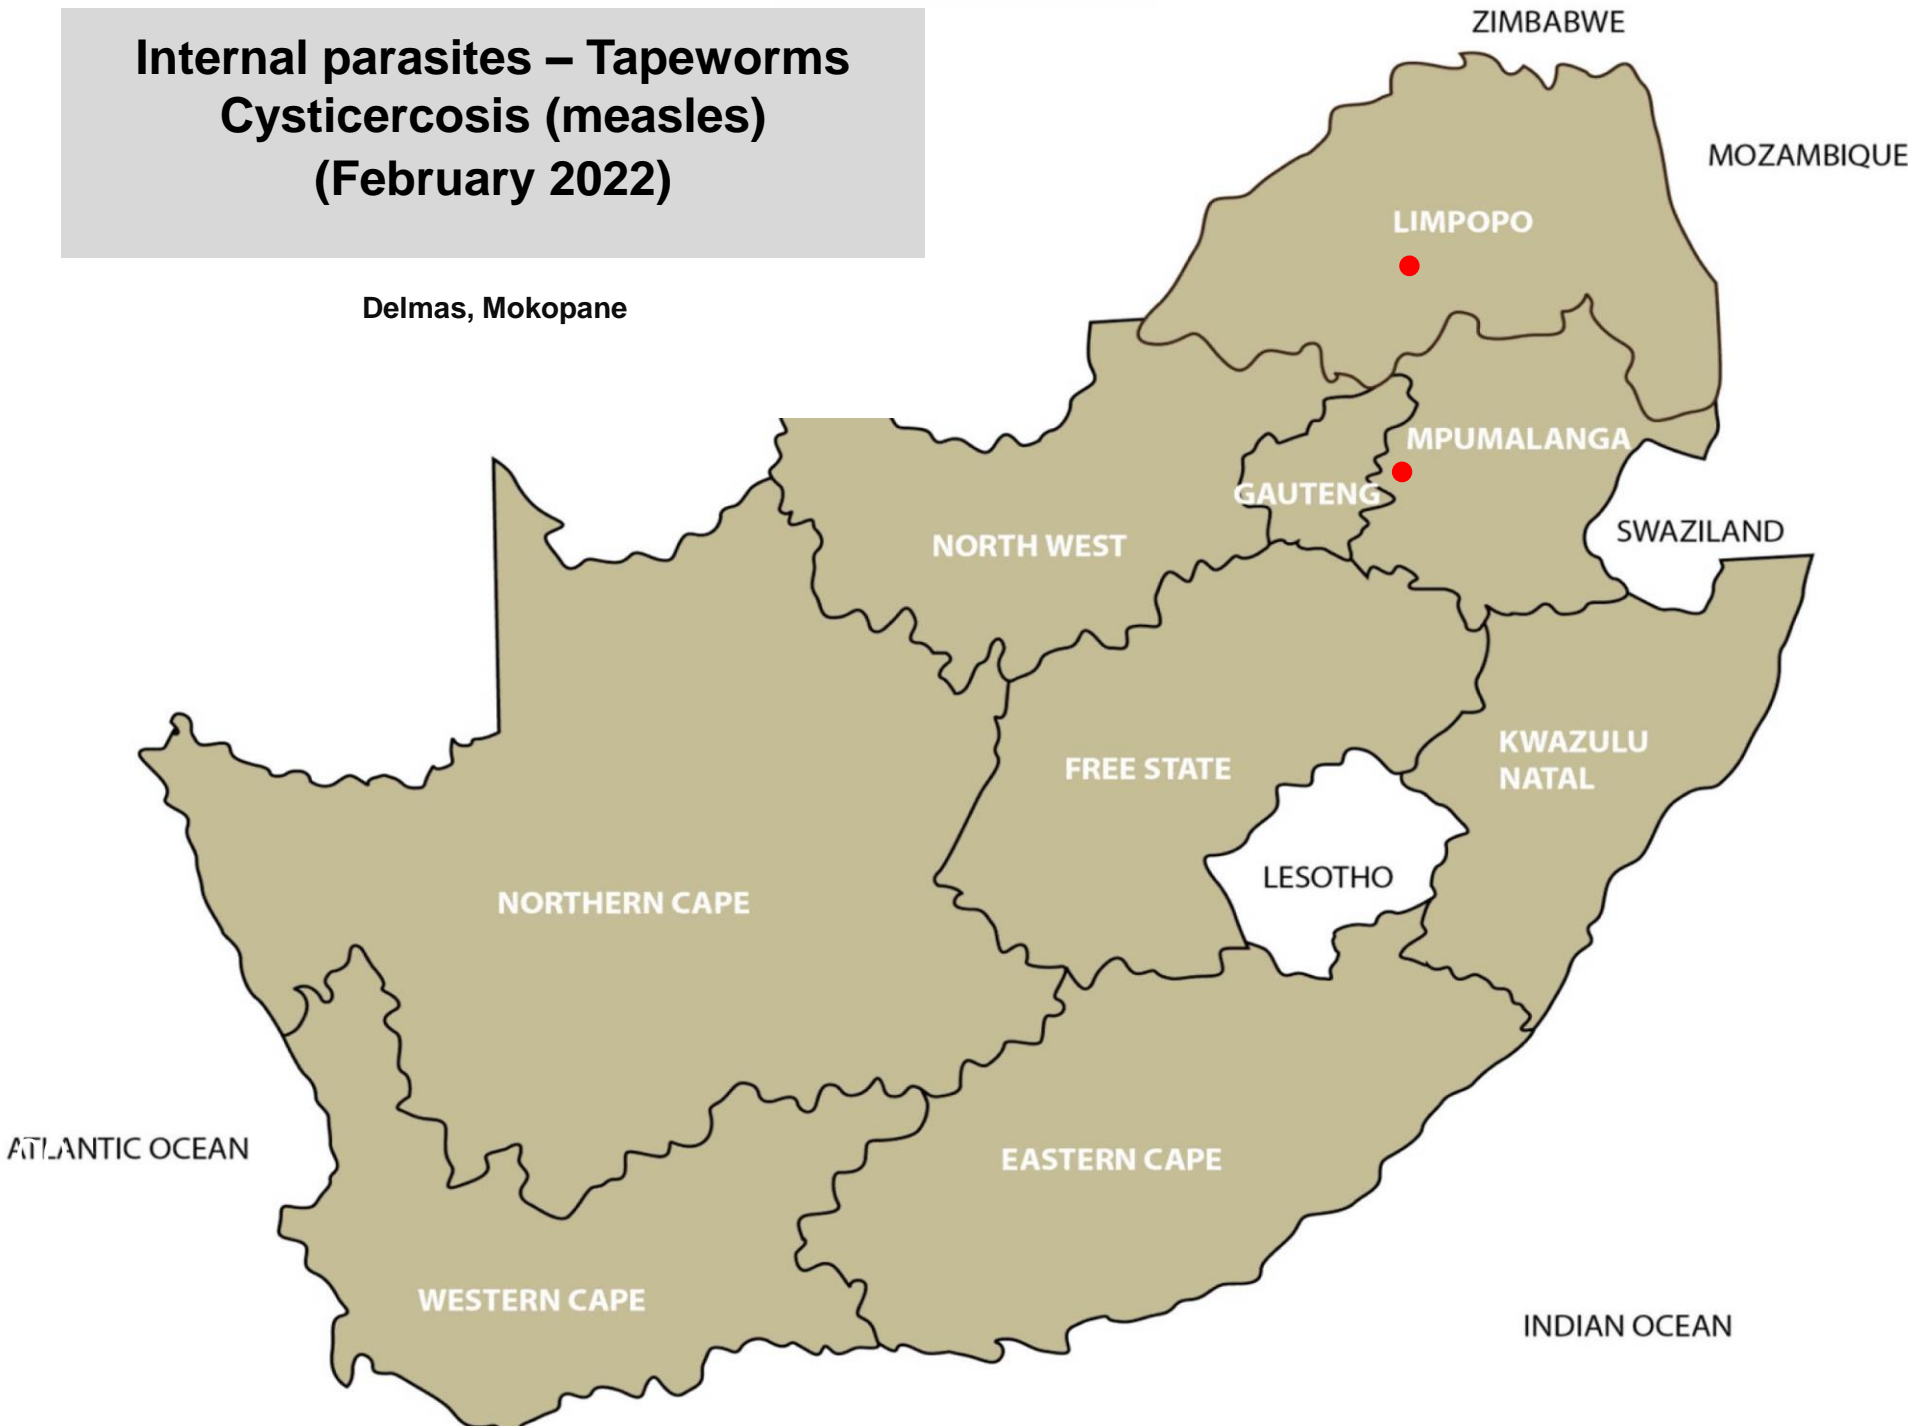 Internal parasites – Tapeworms
Cysticercosis (measles)
(February 2022)
Delmas, Mokopane
ZIMBABWE
MOZAMBIQUE
LIMPOPO
MPUMALANGA
GAUTENG
SWAZILAND
NORTH WEST
KWAZULU
NATAL
FREE STATE
LESOTHO
NORTHERN CAPE
ATLANTIC OCEAN
EASTERN CAPE
WESTERN CAPE
INDIAN OCEAN